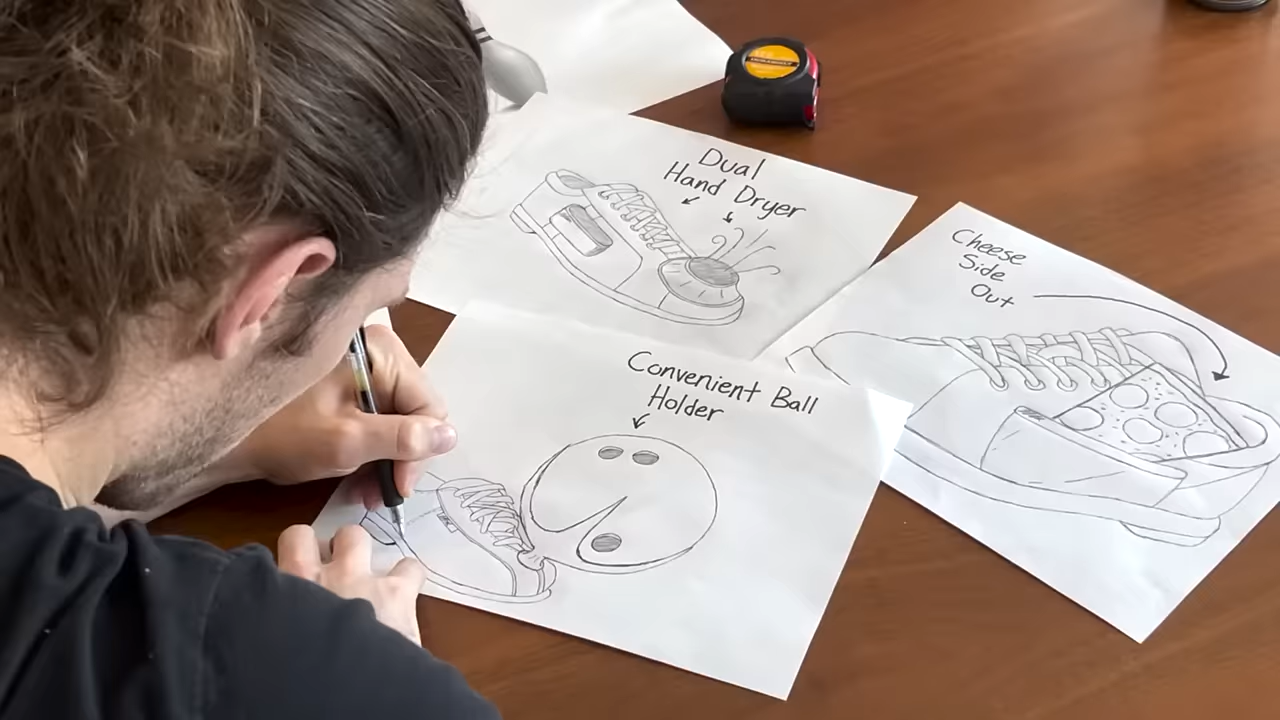 Dual
Hand Dryer
Cheese
Side
Out
Convenient Ball
Holder